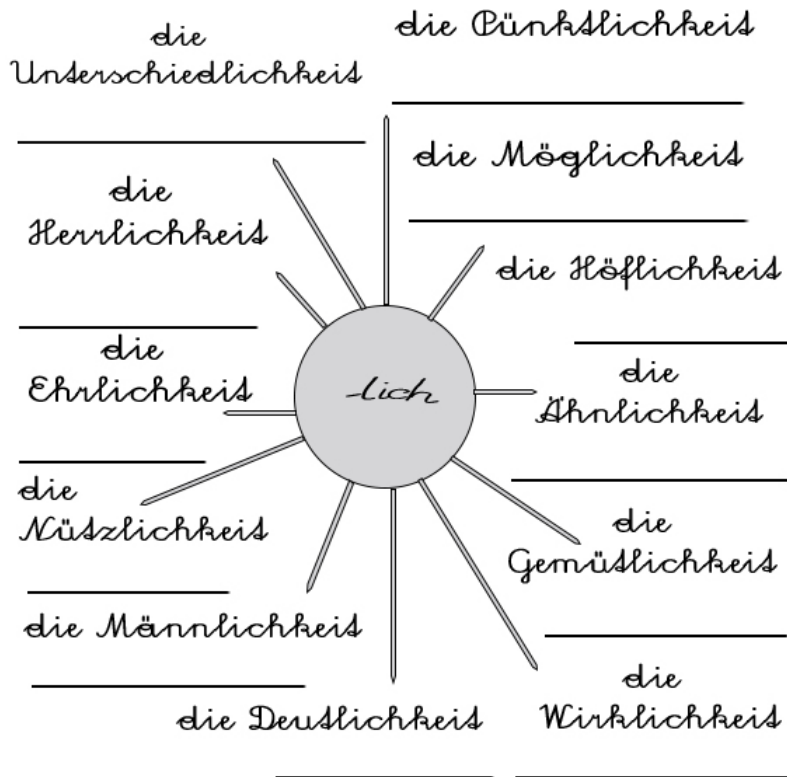 die
Unterschiedlichkeit
die Pünktlichkeit
die Möglichkeit
die
Herrlichkeit
die Höflichkeit
die
Ehrlichkeit
-lich
die
Ähnlichkeit
die
Nützlichkeit
die
Gemütlichkeit
die Männlichkeit
die
Wirklichkeit
die Deutlichkeit